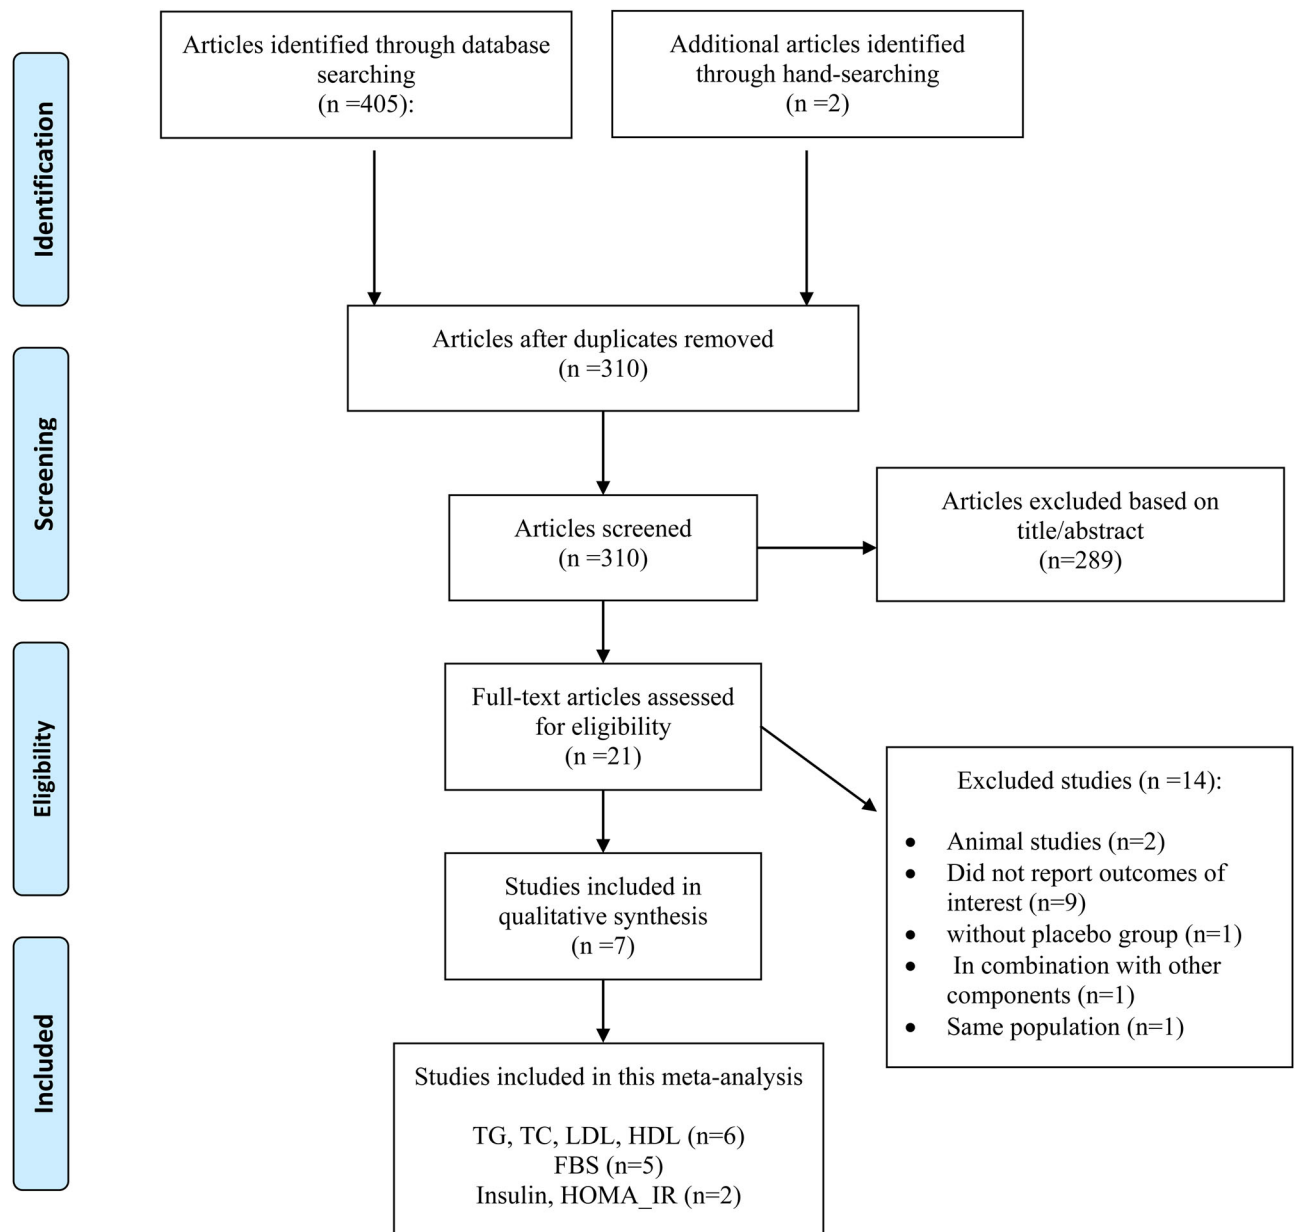 Identification
Articles identified through database
searching
(n =405):
Additional articles identified
through hand-searching
(n =2)
Articles after duplicates removed
(n =310)
Screening
Articles screened
(n =310)
Articles excluded based on
title/abstract
(n=289)
Eligibility
Full-text articles assessed
for eligibility
(n =21)
Excluded studies (n =14):
• Animal studies (n=2)
• Did not report outcomes of
interest (n=9)
• without placebo group (n=1)
• In combination with other
components (n=1)
• Same population (n=1)
Studies included in
qualitative synthesis
(n =7)
Included
Studies included in this meta-analysis
TG, TC, LDL, HDL (n=6)
FBS (n=5)
Insulin, HOMA_IR (n=2)